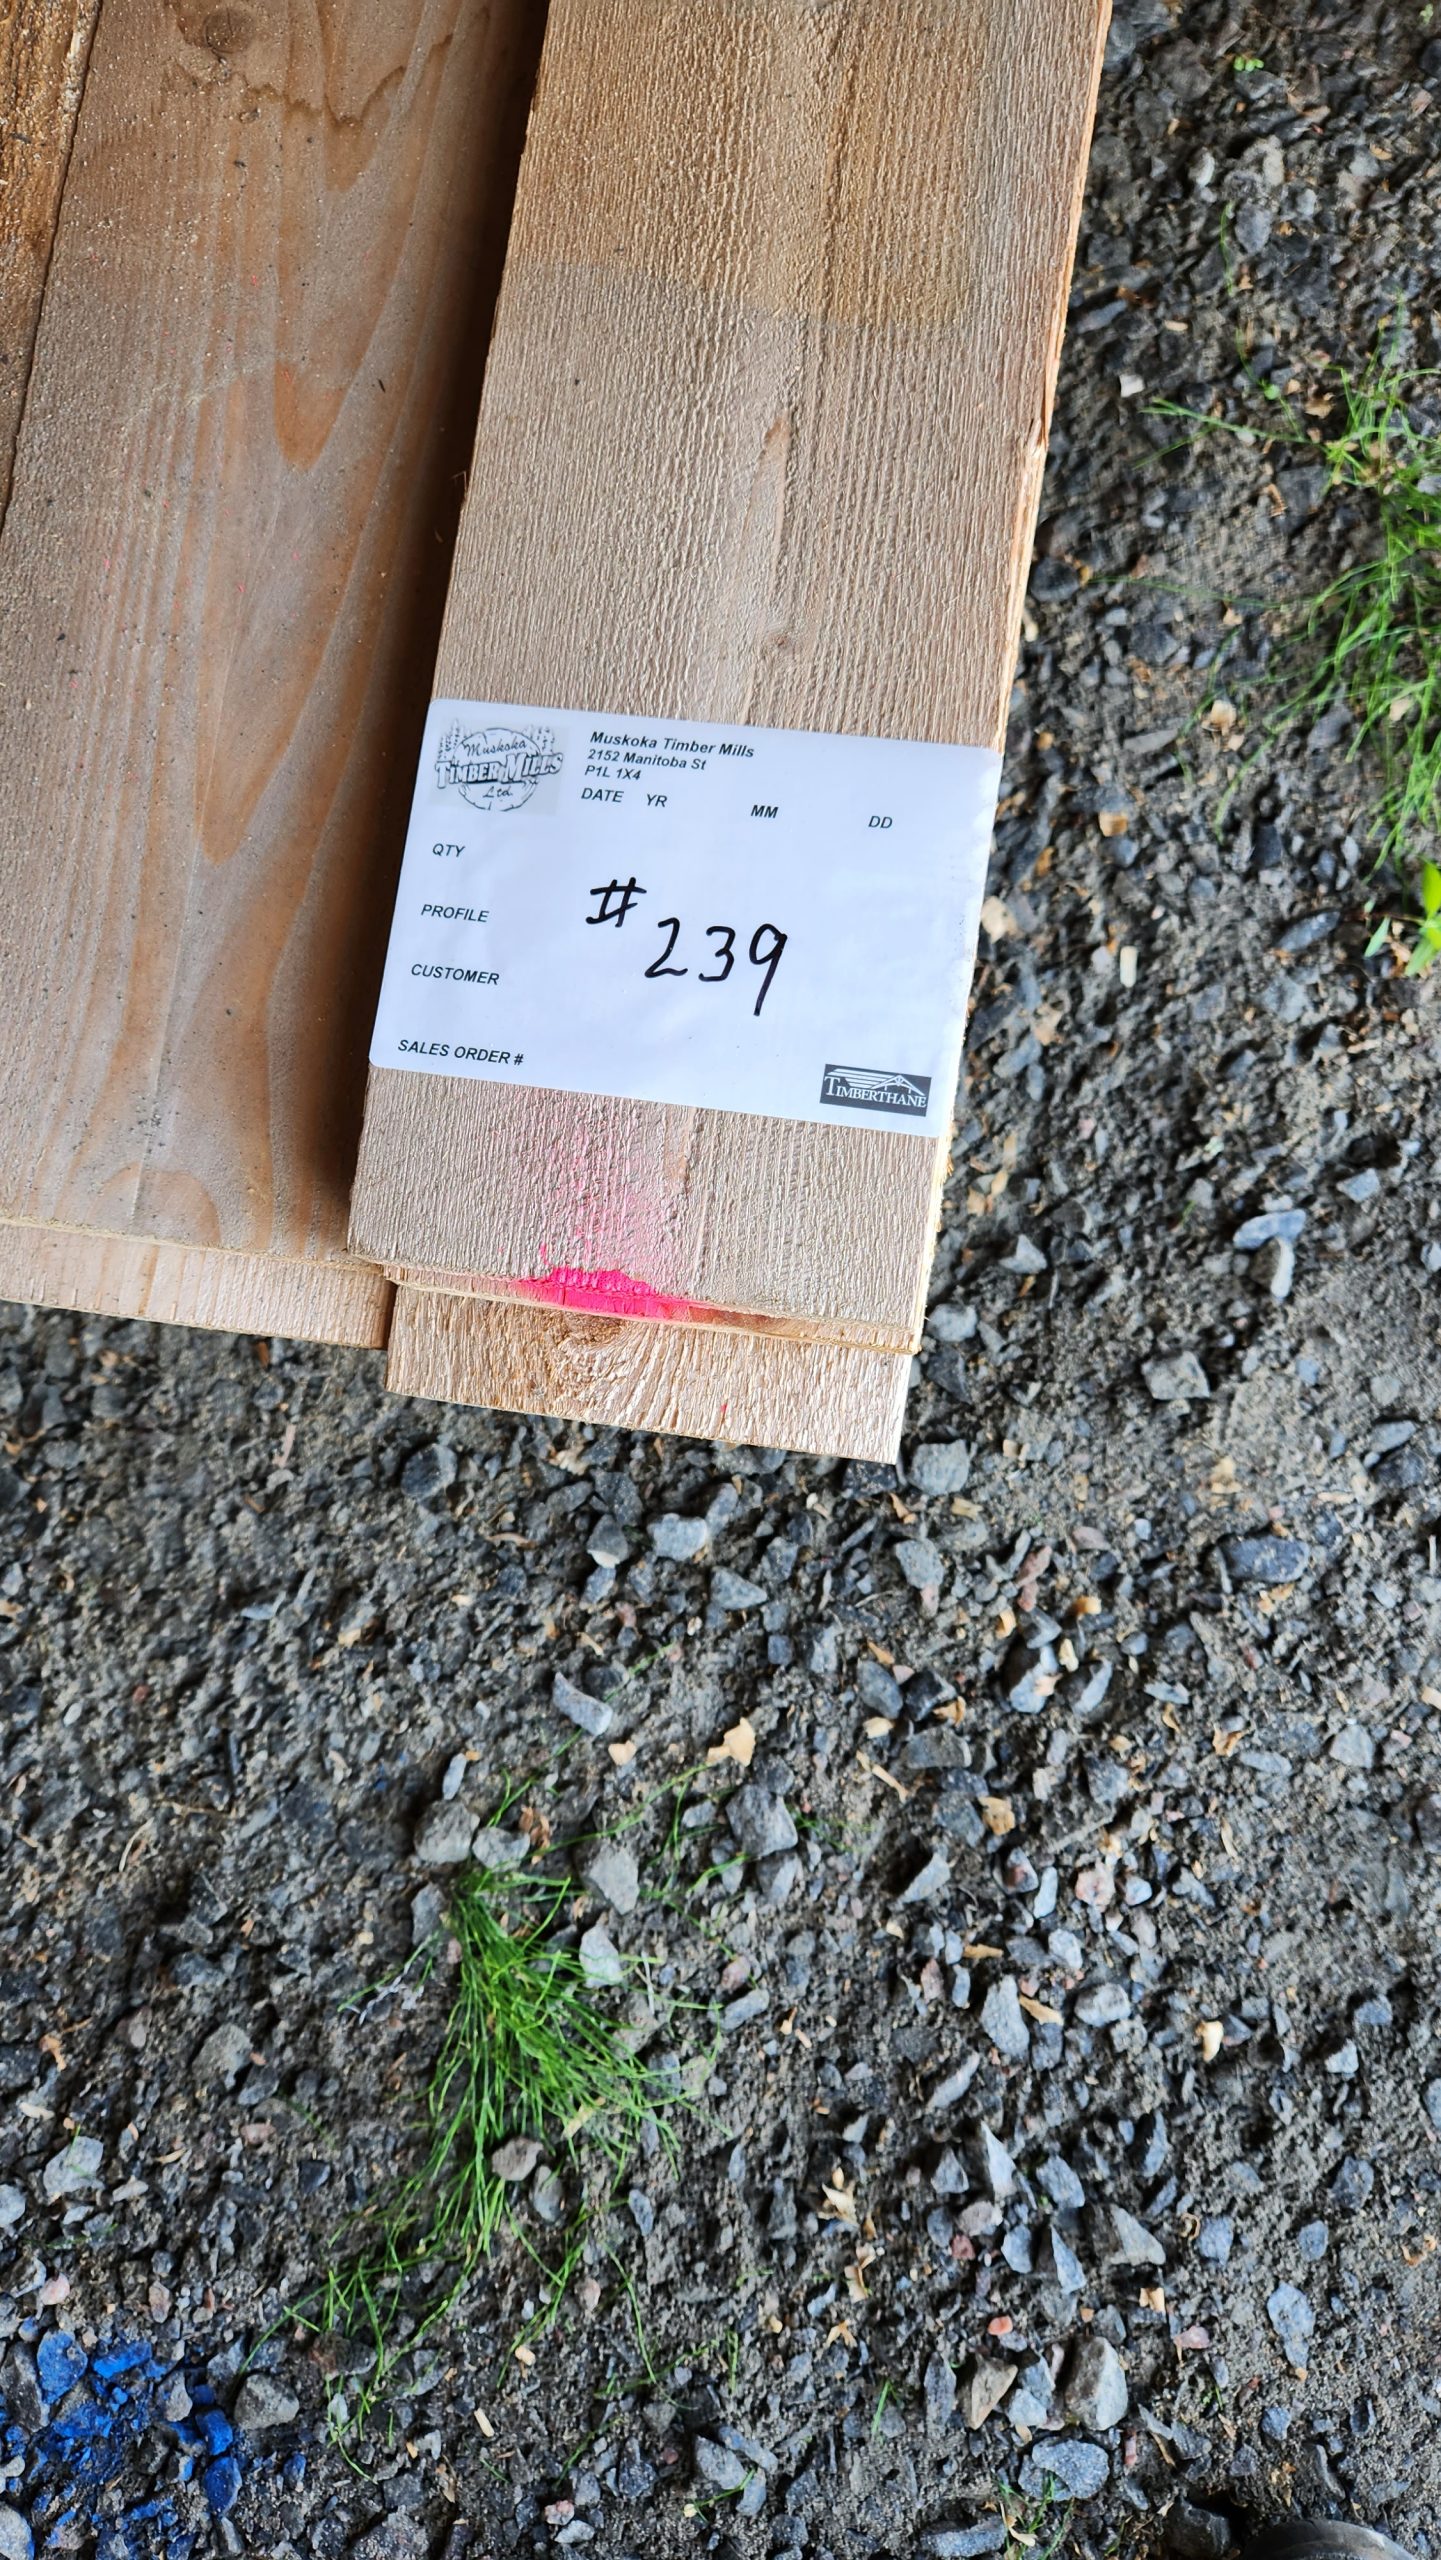 Muskoka
TIMBER MILLS
Ltd.
Muskoka Timber Mills
2152 Manitoba St
P1L 1X4
DATE YR MM DD
QTY
PROFILE
CUSTOMER
# 239
SALES ORDER #
TIMBERTHANE